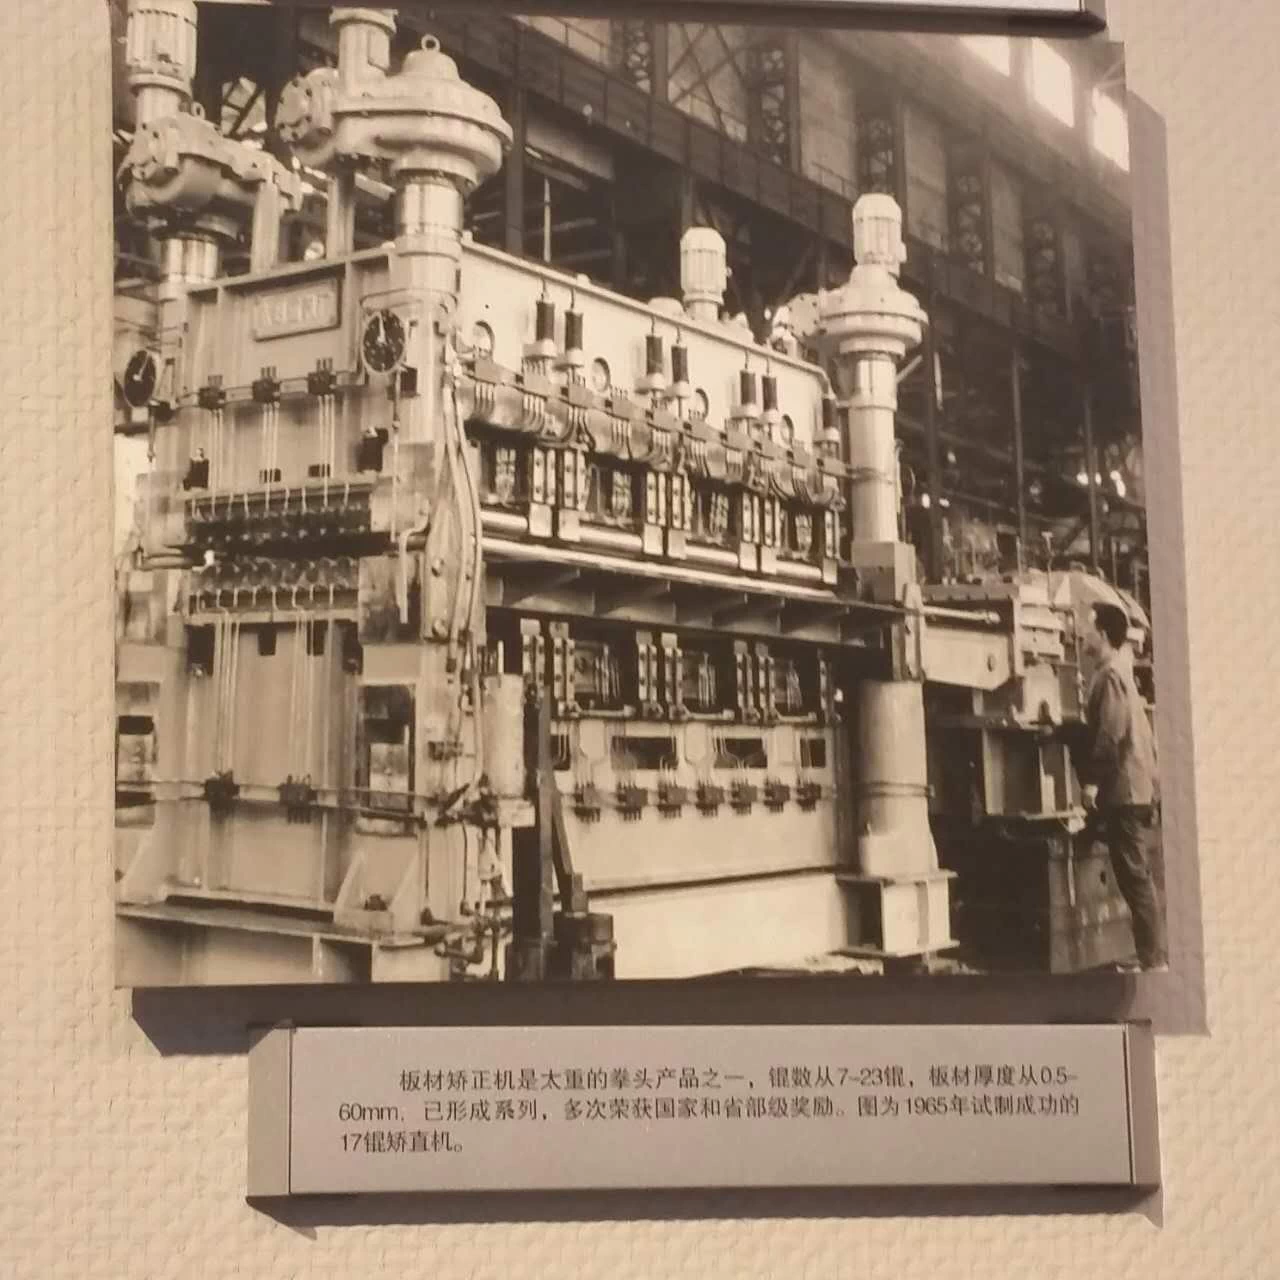 板材矫正机是太重的拳头产品之一，辊数从7-23辊，板材厚度从0.5-
60mm，已形成系列，多次荣获国家和省部级奖励。图为1965年试制成功的
17辊矫直机。